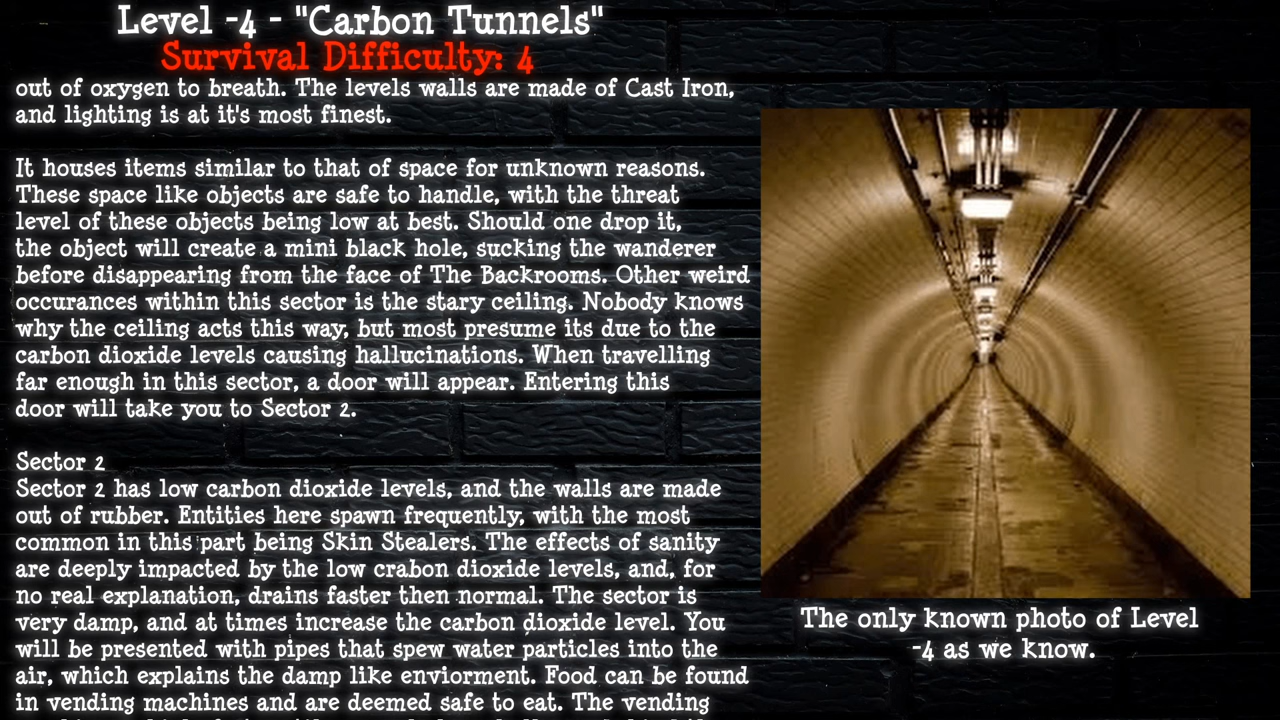 Level -4 - "Carbon Tunnels"
Survival Difficulty: 4
out of oxygen to breath. The levels walls are made of Cast Iron,
and lighting is at it's most finest.
It houses items similar to that of space for unknown reasons.
These space like objects are safe to handle, with the threat
level of these objects being low at best. Should one drop it,
the object will create a mini black hole, sucking the wanderer
before disappearing from the face of The Backrooms. Other weird
occurances within this sector is the stary ceiling. Nobody knows
why the ceiling acts this way, but most presume its due to the
carbon dioxide levels causing hallucinations. When travelling
far enough in this sector, a door will appear. Entering this
door will take you to Sector 2.
Sector 2
Sector 2 has low carbon dioxide levels, and the walls are made
out of rubber. Entities here spawn frequently, with the most
common in this part being Skin Stealers. The effects of sanity
are deeply impacted by the low crabon dioxide levels, and, for
no real explanation, drains faster then normal. The sector is
very damp, and at times increase the carbon dioxide level. You
will be presented with pipes that spew water particles into the
air, which explains the damp like enviorment. Food can be found
in vending machines and are deemed safe to eat. The vending
The only known photo of Level
-4 as we know.